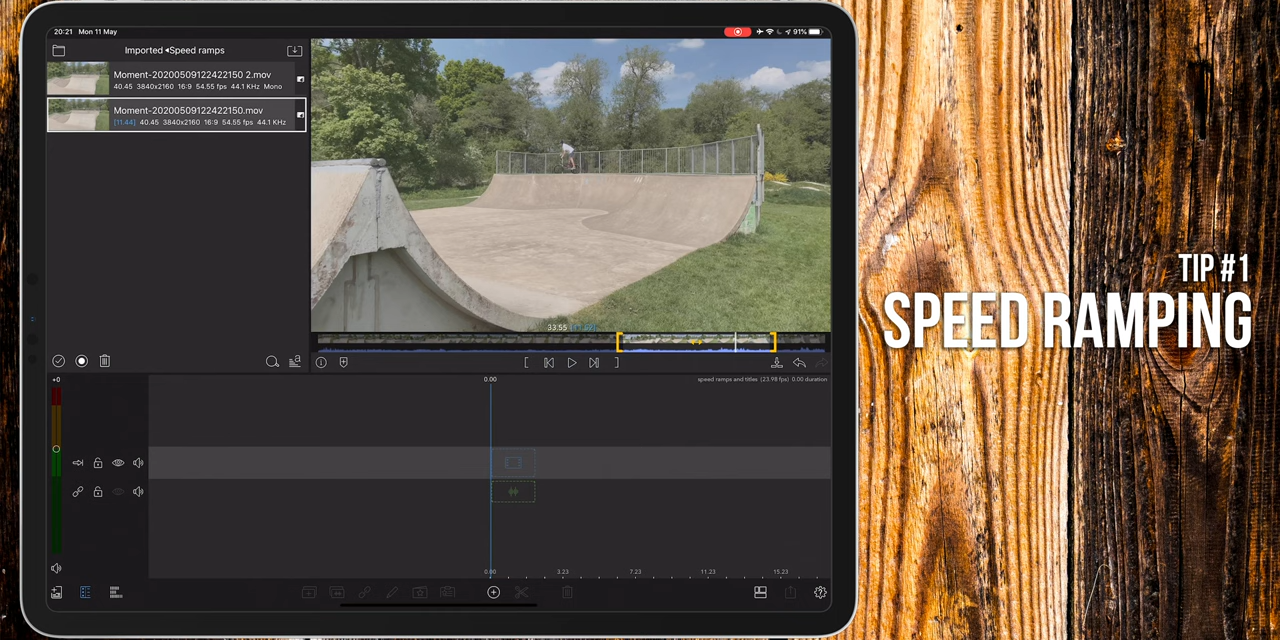 20:21 Mon 11 May
91%
Imported ◂ Speed ramps
Moment-20200509122422150 2.mov
40.45 3840x2160 16:9 54.55 fps 44.1 KHz Mono
Moment-20200509122422150.mov
[11.44] 40.45 3840x2160 16:9 54.55 fps 44.1 KHz
33.55
+0
0.00
speed ramps and titles (23.98 fps) 0.00 duration
0.00 3.23 7.23 11.23 15.23
TIP #1
SPEED RAMPING